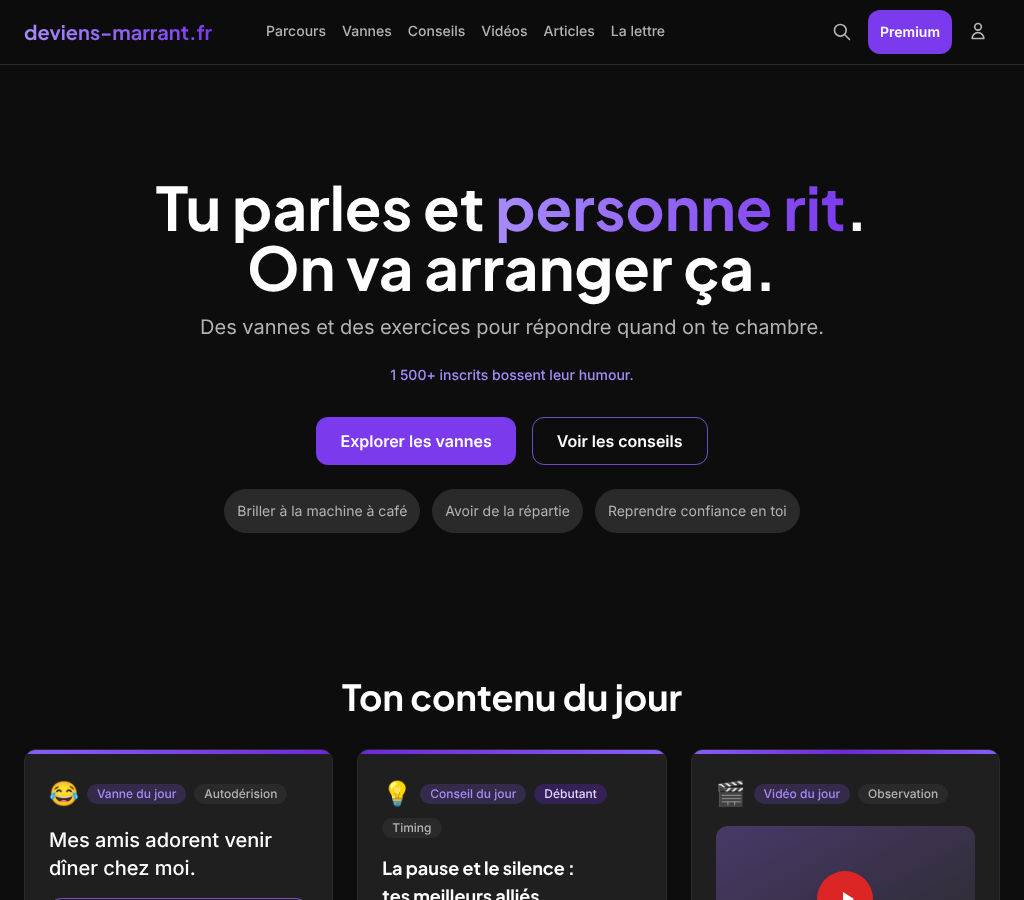 deviens-marrant.fr
Parcours Vannes Conseils Vidéos Articles La lettre
Premium
Tu parles et personne rit.
On va arranger ça.
Des vannes et des exercices pour répondre quand on te chambre.
1 500+ inscrits bossent leur humour.
Explorer les vannes
Voir les conseils
Briller à la machine à café
Avoir de la répartie
Reprendre confiance en toi
Ton contenu du jour
Vanne du jour
Autodérision
Mes amis adorent venir
dîner chez moi.
Conseil du jour
Débutant
Timing
La pause et le silence :
tes meilleurs alliés
Vidéo du jour
Observation